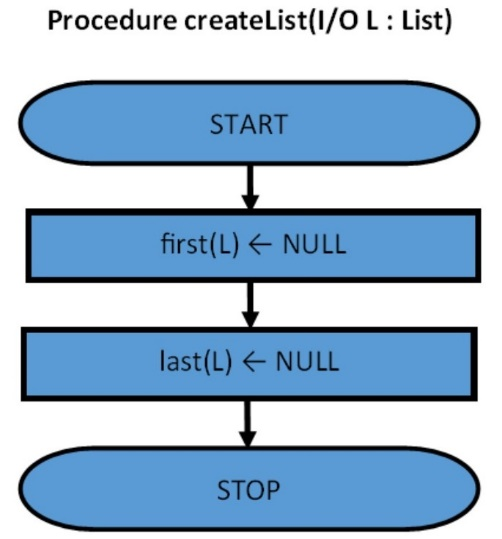 Procedure createList(I/O L : List)
START
first(L) ← NULL
last(L) ← NULL
STOP